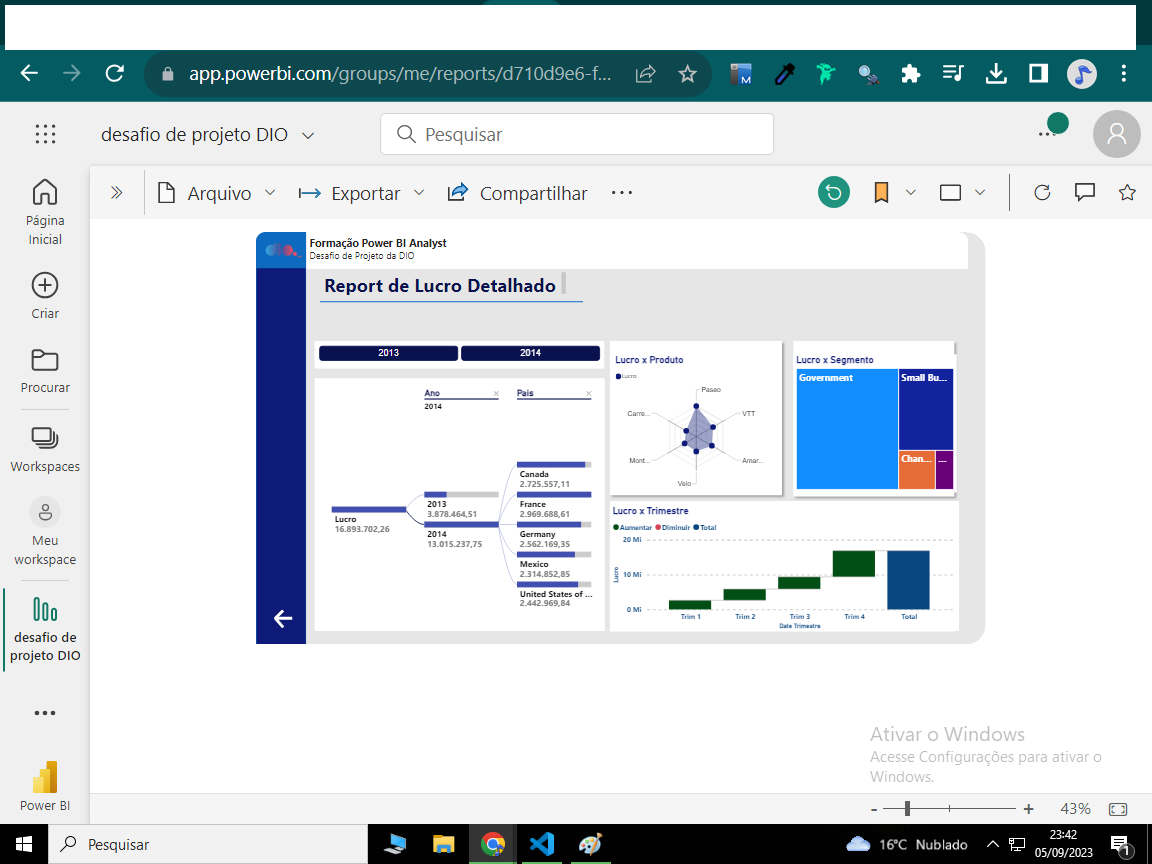 app.powerbi.com/groups/me/reports/d710d9e6-f...
M
desafio de projeto DIO
Pesquisar
Página
Inicial
Criar
Procurar
Workspaces
Meu
workspace
desafio de
projeto DIO
Power BI
Arquivo
Exportar
Compartilhar
Formação Power BI Analyst
Desafio de Projeto da DIO
Report de Lucro Detalhado
2013
2014
Ano
2014
Pais
Lucro
16.893.702,26
2013
3.878.464,51
2014
13.015.237,75
Canada
2.725.557,11
France
2.969.688,61
Germany
2.562.169,35
Mexico
2.314.852,85
United States of ...
2.442.969,84
Lucro x Produto
Lucro
Paseo
VTT
Amar...
Velo
Mont...
Carre...
Lucro x Segmento
Government
Small Bu...
Chan...
...
Lucro x Trimestre
Aumentar Diminuir Total
20 Mi
10 Mi
0 Mi
Lucro
Trim 1
Trim 2
Trim 3
Trim 4
Total
Date Trimestre
Ativar o Windows
Acesse Configurações para ativar o
Windows.
- + 43%
Pesquisar
16°C Nublado
23:42
05/09/2023
1